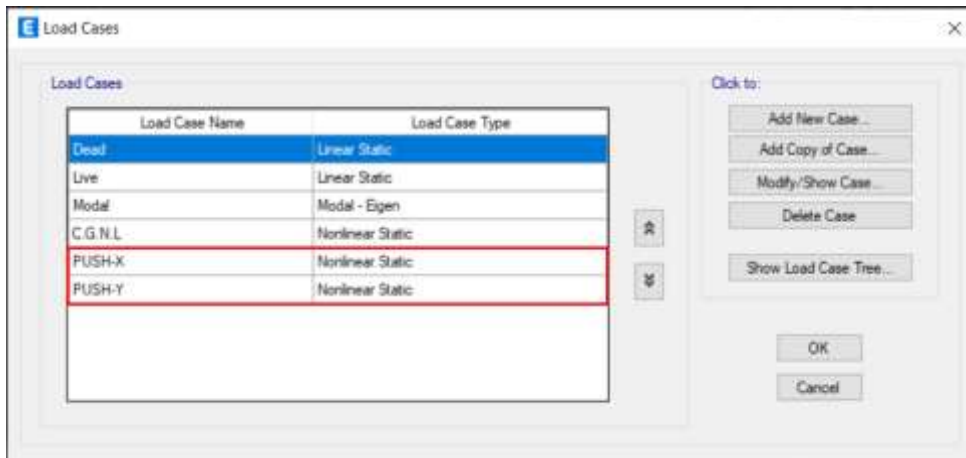 E Load Cases
Load Cases
Click to:
Load Case Name Load Case Type
Dead Linear Static
Live Linear Static
Modal Modal - Eigen
C.G.N.L Nonlinear Static
PUSH-X Nonlinear Static
PUSH-Y Nonlinear Static
Add New Case...
Add Copy of Case...
Modify/Show Case...
Delete Case
Show Load Case Tree...
OK
Cancel